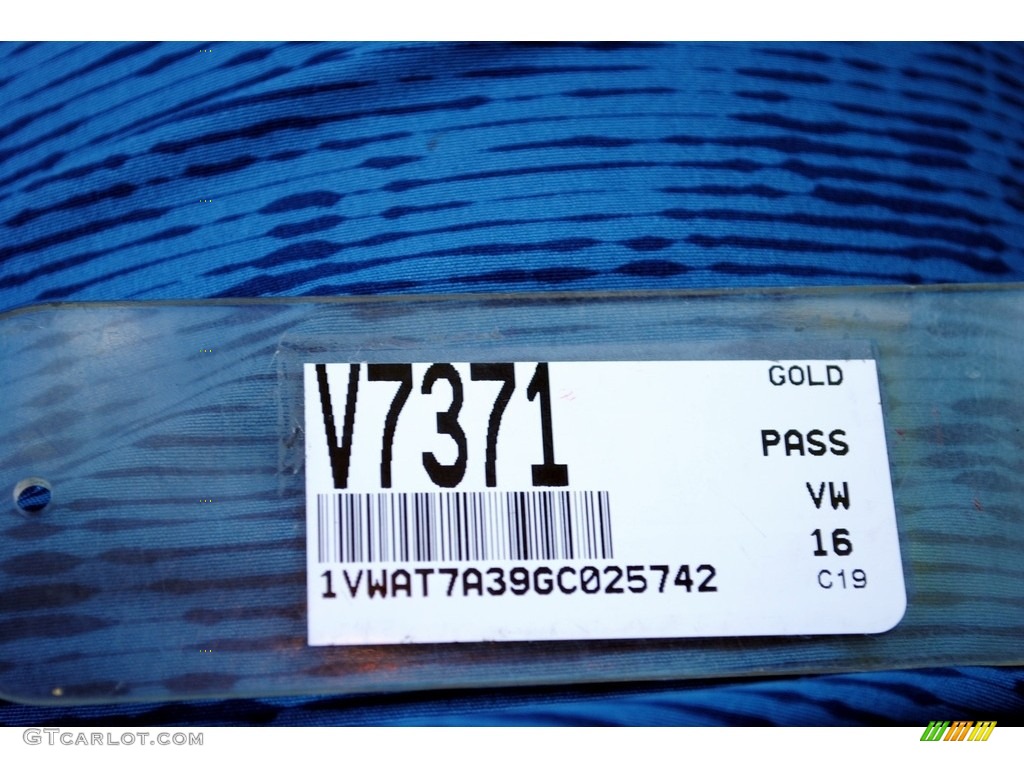 V7371
GOLD
PASS
VW
16
1VWAT7A39GC025742
C19
GTCARLOT.COM